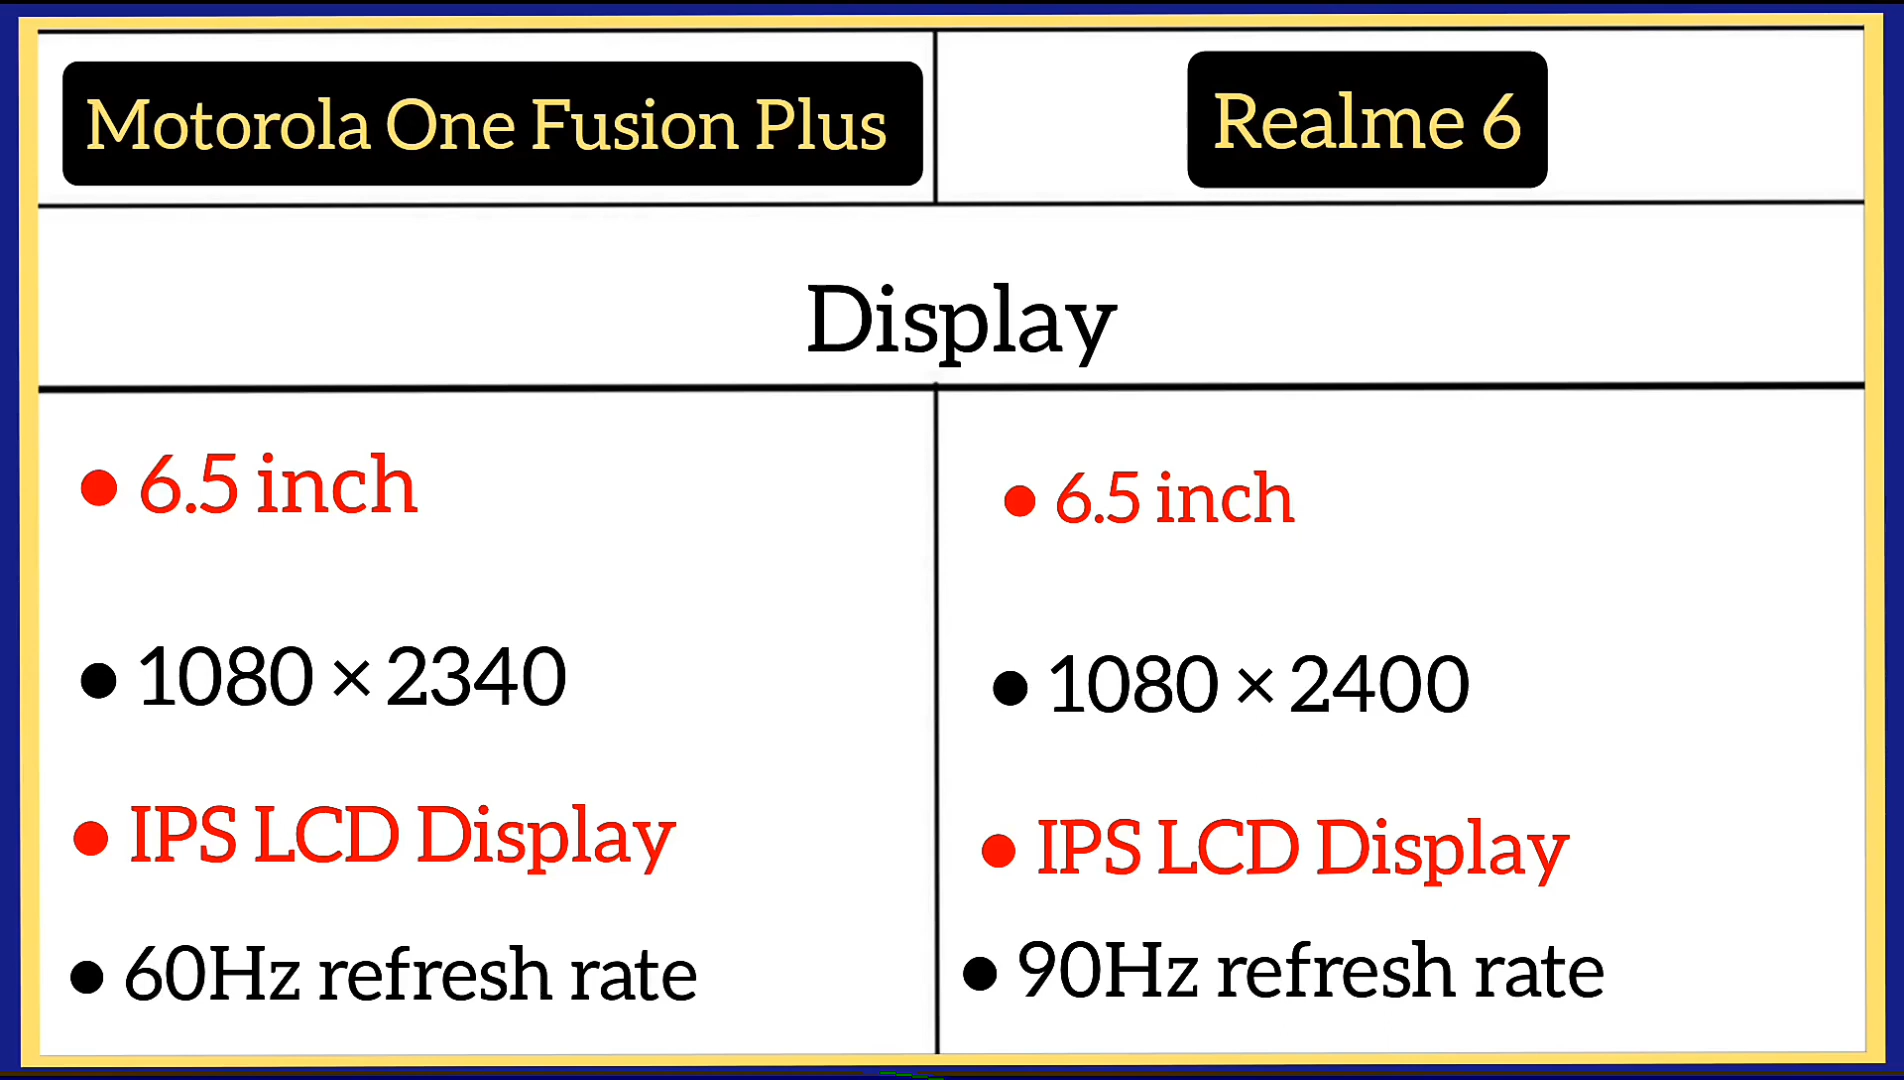 Motorola One Fusion Plus
Realme 6
Display
• 6.5 inch
• 6.5 inch
• 1080 × 2340
• 1080 × 2400
• IPS LCD Display
• IPS LCD Display
• 60Hz refresh rate
• 90Hz refresh rate